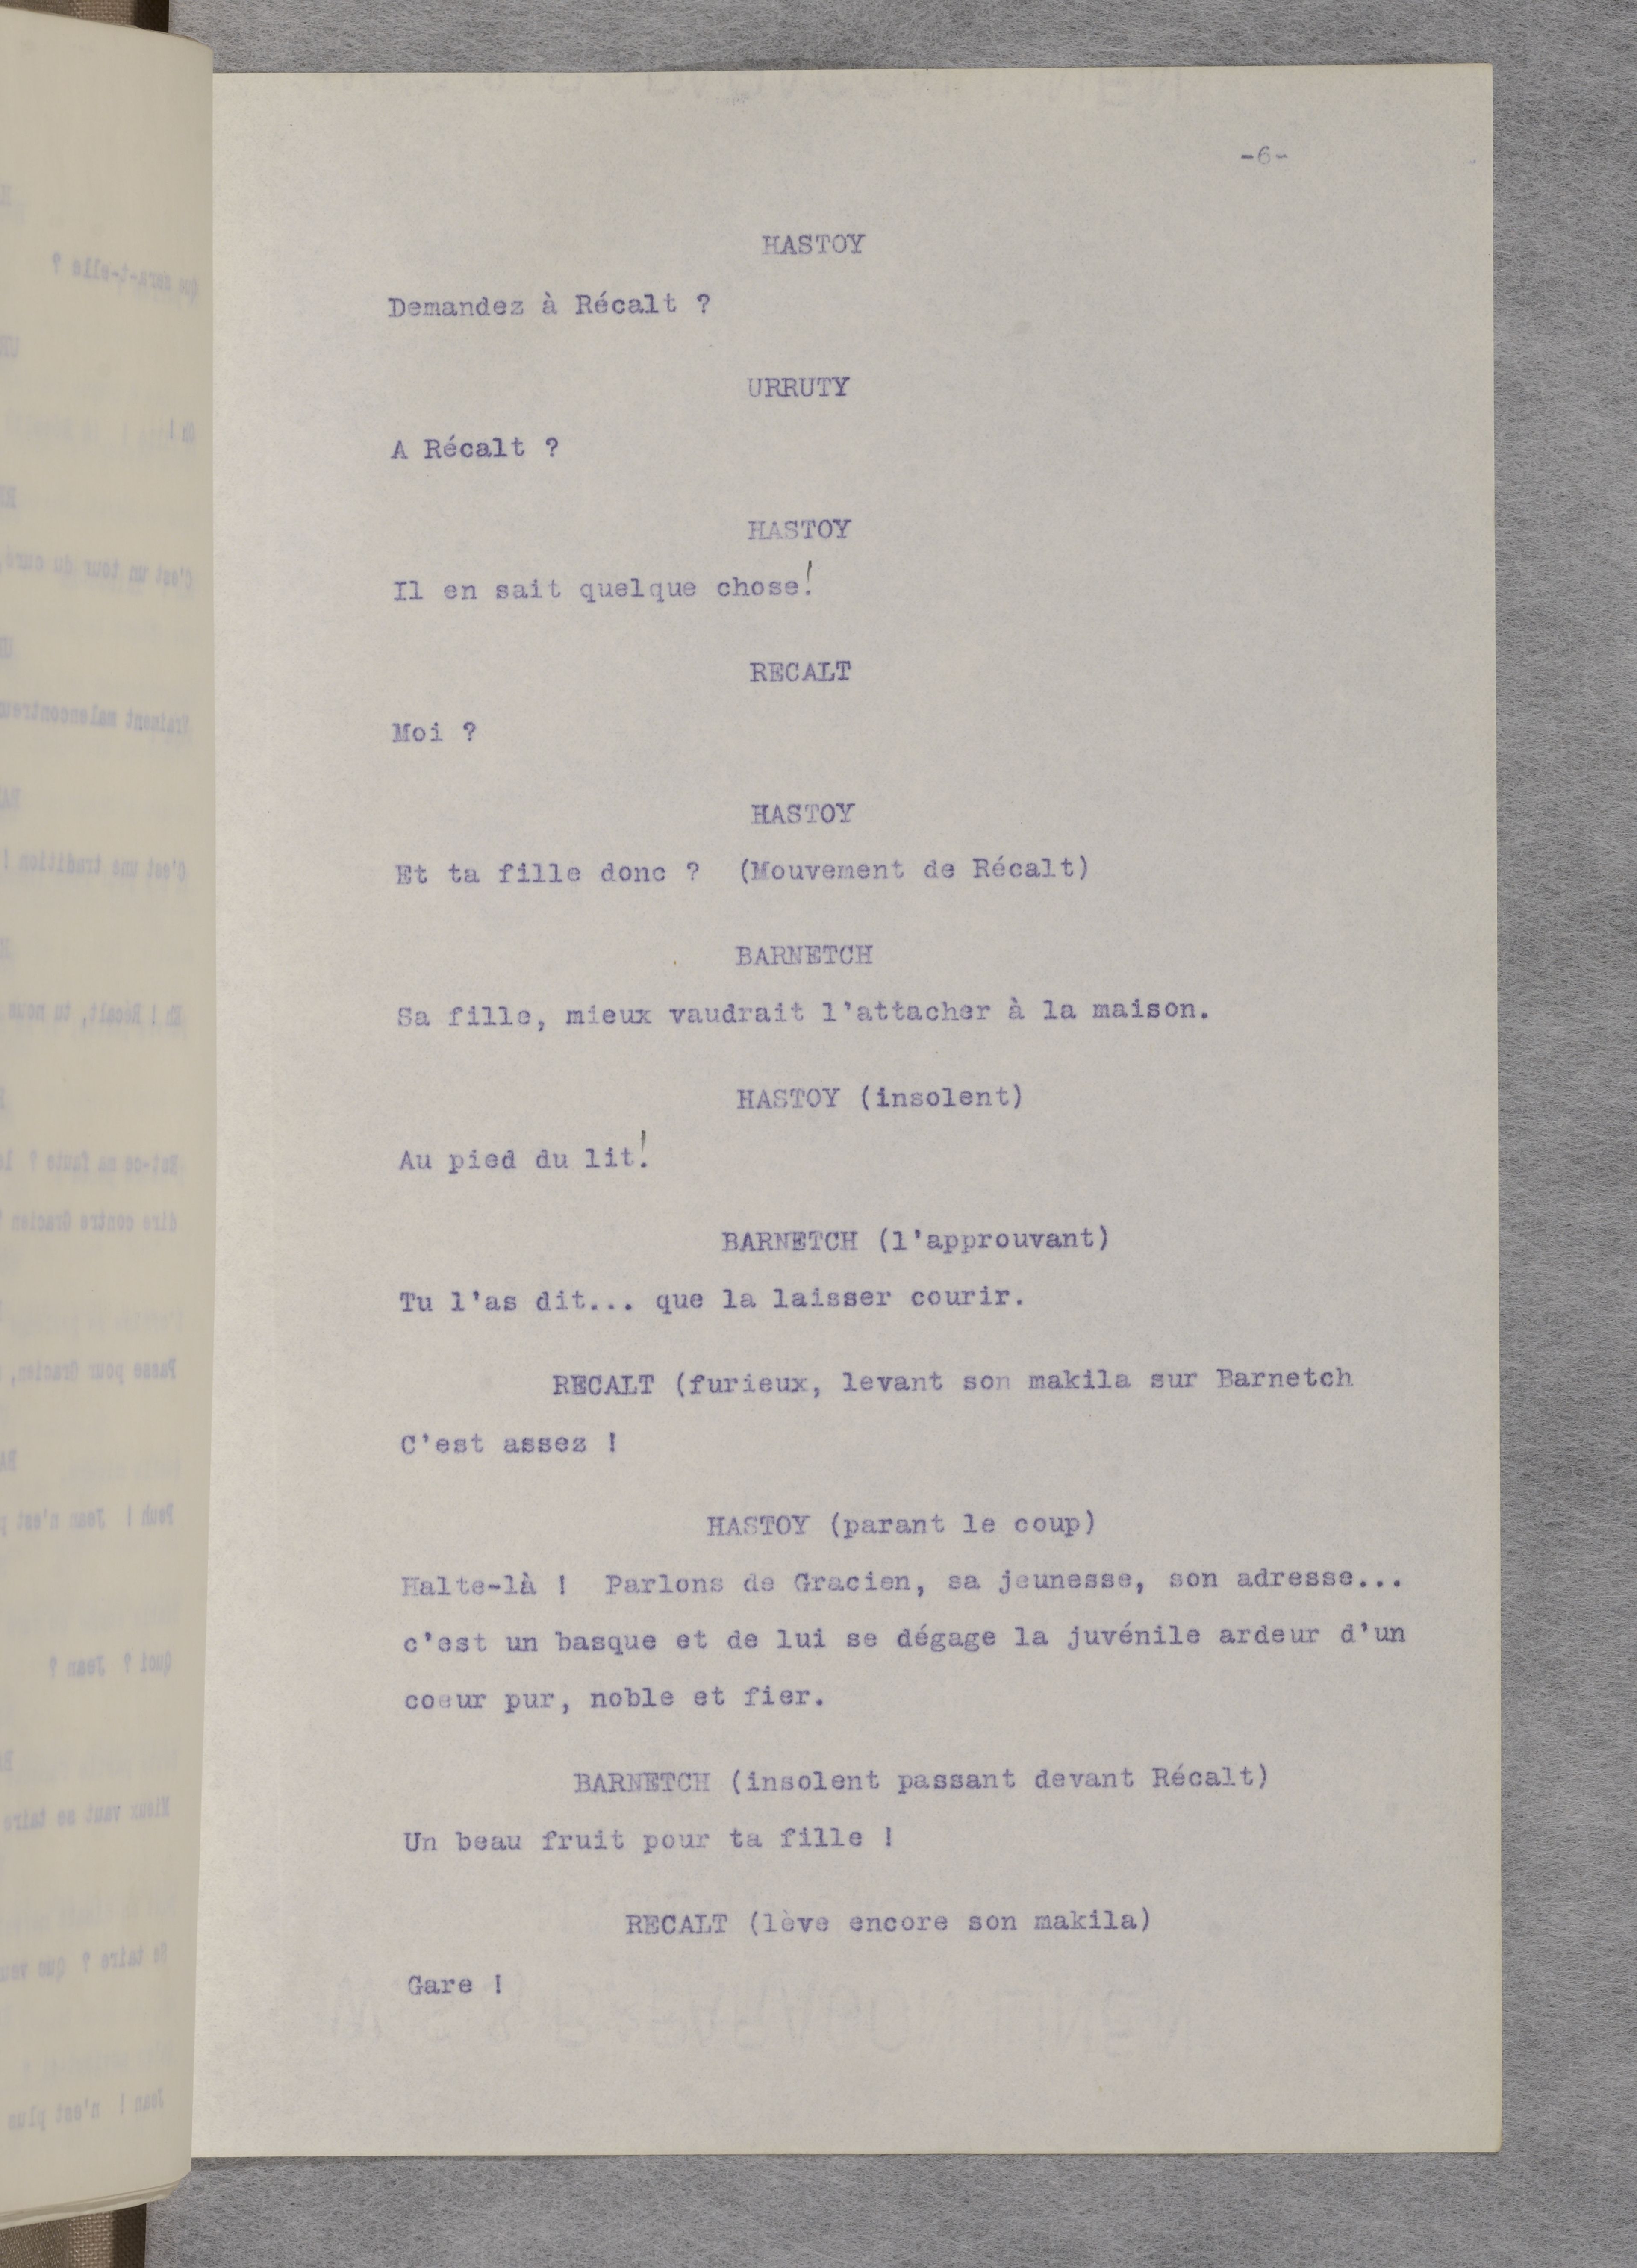 -6-
HASTOY
Demandez à Récalt ?
URRUTY
A Récalt ?
HASTOY
Il en sait quelque chose!
RECALT
Moi ?
HASTOY
Et ta fille donc ? (Mouvement de Récalt)
BARNETCH
Sa fille, mieux vaudrait l'attacher à la maison.
HASTOY (insolent)
Au pied du lit!
BARNETCH (l'approuvant)
Tu l'as dit... que la laisser courir.
RECALT (furieux, levant son makila sur Barnetch
C'est assez !
HASTOY (parant le coup)
Halte-là ! Parlons de Gracien, sa jeunesse, son adresse...
c'est un basque et de lui se dégage la juvénile ardeur d'un
coeur pur, noble et fier.
BARNETCH (insolent passant devant Récalt)
Un beau fruit pour ta fille !
RECALT (lève encore son makila)
Gare !